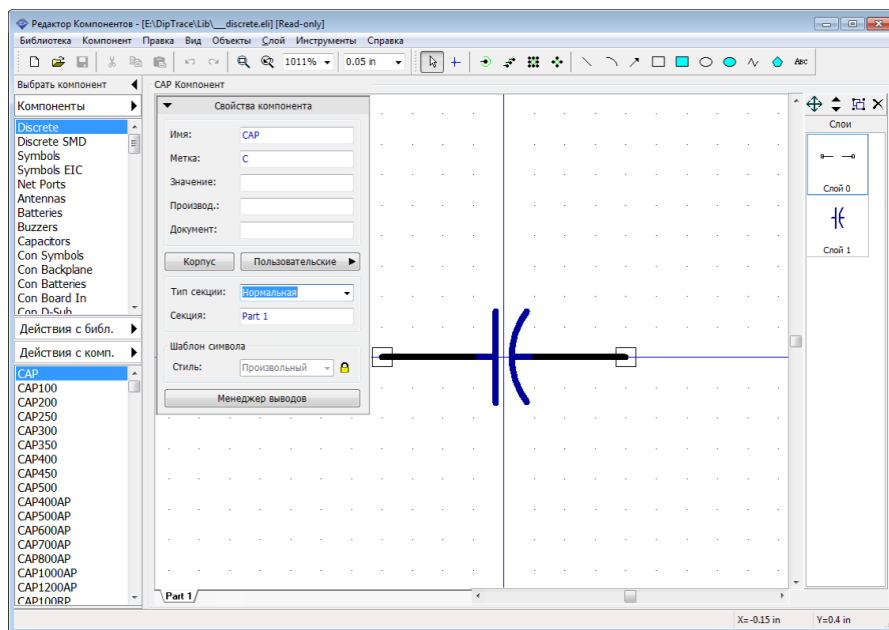 Редактор Компонентов - [E:\DipTrace\Lib\__discrete.eli] [Read-only]
Библиотека Компонент Правка Вид Объекты Слой Инструменты Справка
1011% 0.05 in ABC
Выбрать компонент
CAP Компонент
Компоненты
Discrete
Discrete SMD
Symbols
Symbols EIC
Net Ports
Antennas
Batteries
Buzzers
Capacitors
Con Symbols
Con Backplane
Con Batteries
Con Board In
Con D-Sub
Действия с библ.
Действия с комп.
CAP
CAP100
CAP200
CAP250
CAP300
CAP350
CAP400
CAP450
CAP500
CAP400AP
CAP500AP
CAP600AP
CAP700AP
CAP800AP
CAP1000AP
CAP1200AP
CAP100RP
Свойства компонента
Имя: CAP
Метка: C
Значение:
Производ.:
Документ:
Корпус Пользовательские
Тип секции: Нормальная
Секция: Part 1
Шаблон символа
Стиль: Произвольный
Менеджер выводов
Part 1
Слои
Слой 0
Слой 1
X=-0.15 in Y=0.4 in